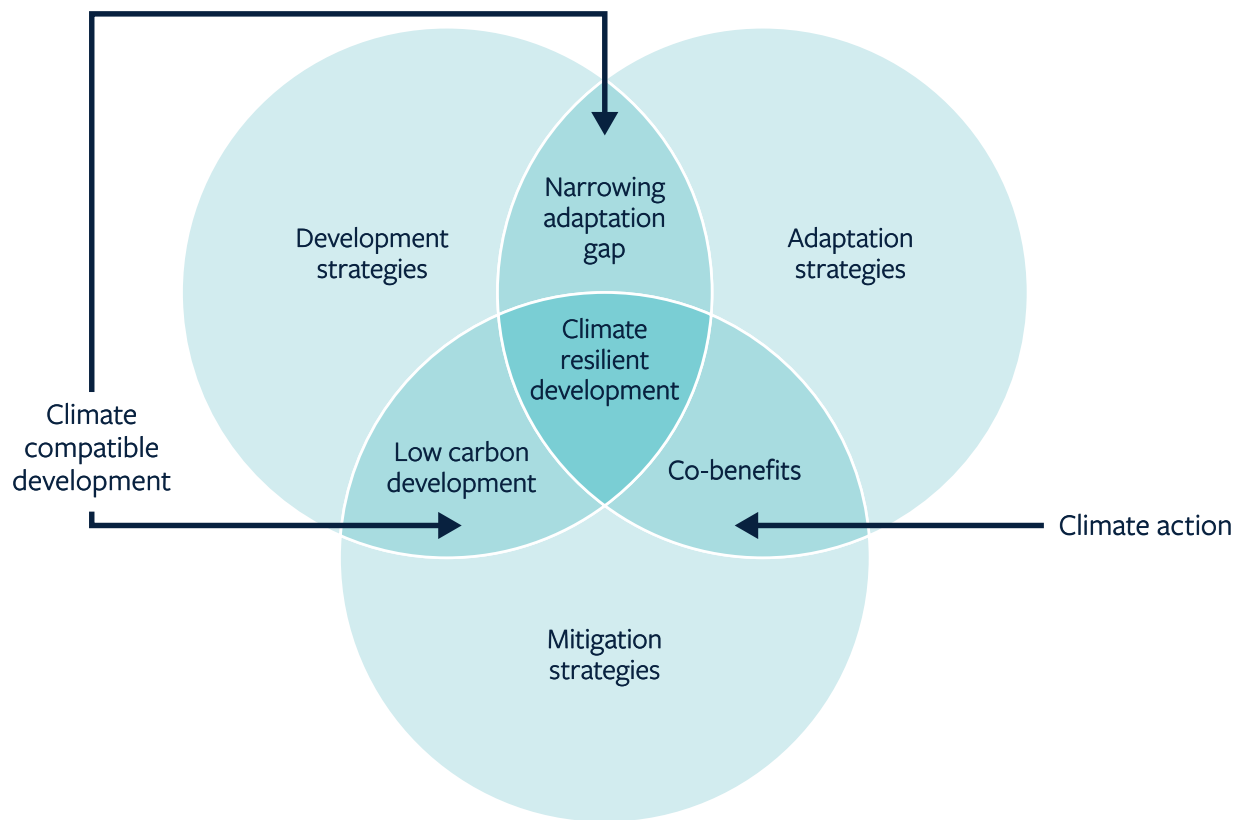 Narrowing
adaptation
gap
Development
strategies
Adaptation
strategies
Climate
resilient
development
Climate
compatible
development
Low carbon
development
Co-benefits
Climate action
Mitigation
strategies